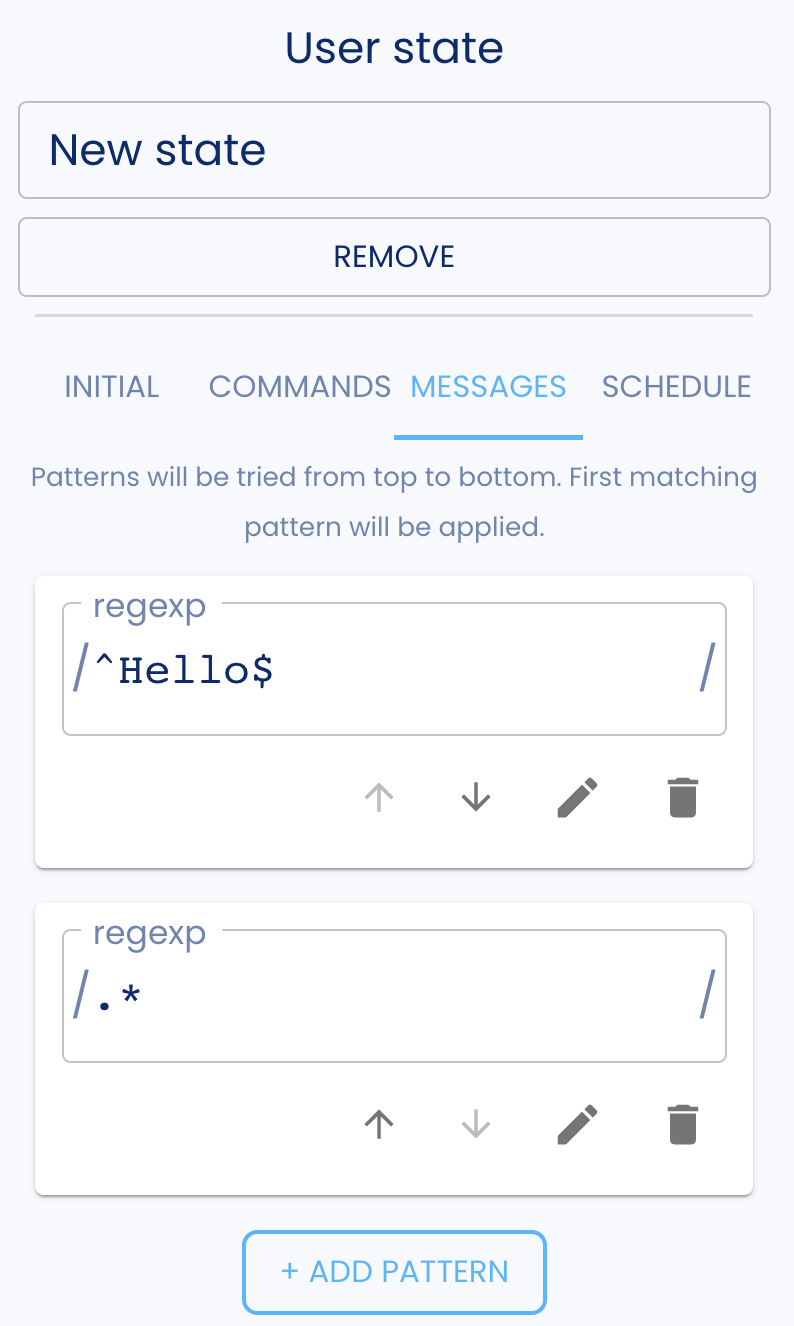 User state
New state
REMOVE
INITIAL COMMANDS MESSAGES SCHEDULE
Patterns will be tried from top to bottom. First matching
pattern will be applied.
regexp
/^Hello$ /
regexp
/.* /
+ ADD PATTERN